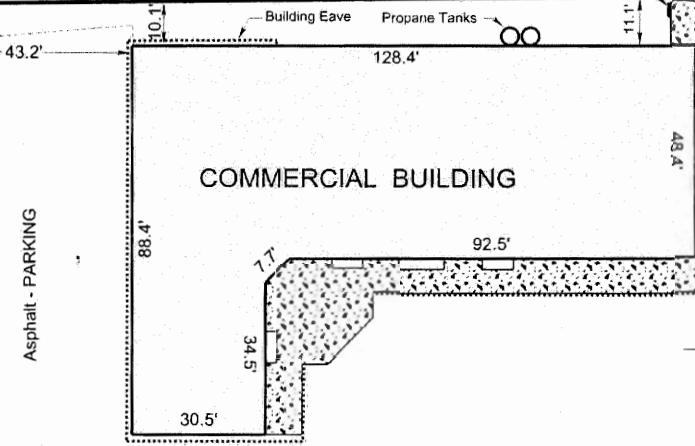 10.1'
Building Eave
Propane Tanks
11.1'
43.2'
128.4'
48.4'
COMMERCIAL BUILDING
88.4'
Asphalt - PARKING
7.7'
92.5'
34.5'
30.5'